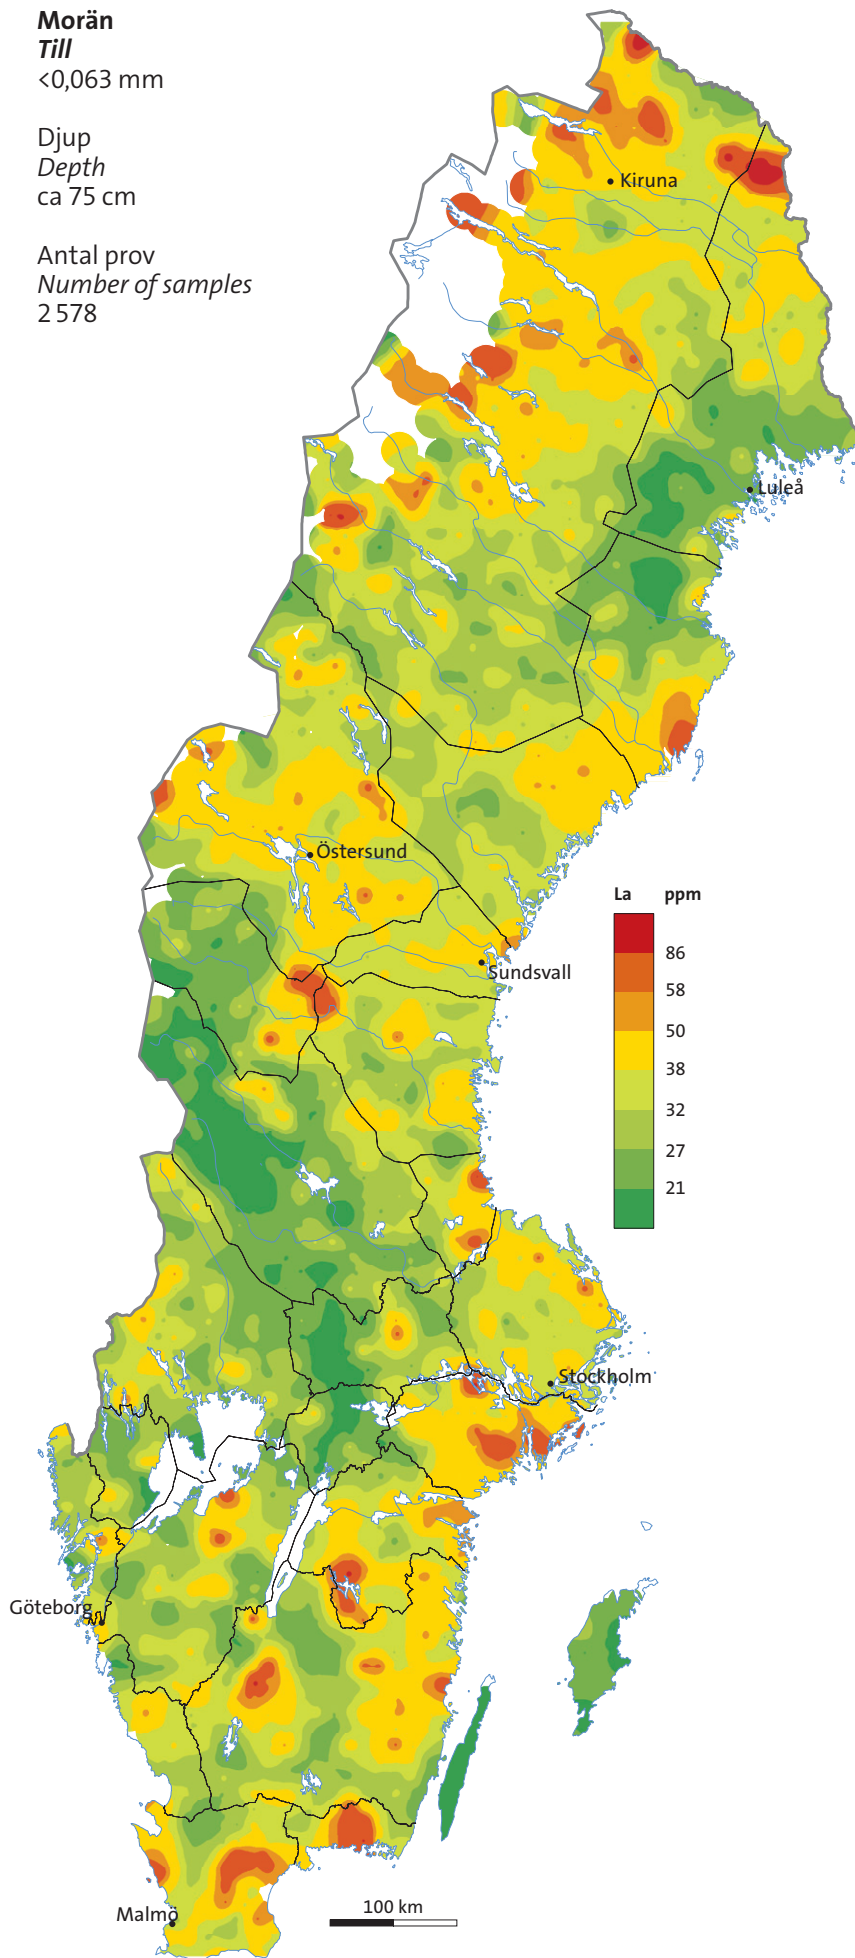 Morän
Till
<0,063 mm
Djup
Depth
ca 75 cm
Antal prov
Number of samples
2 578
Kiruna
Luleå
Östersund
Sundsvall
La ppm
86
58
50
38
32
27
21
Stockholm
Göteborg
Malmö
100 km